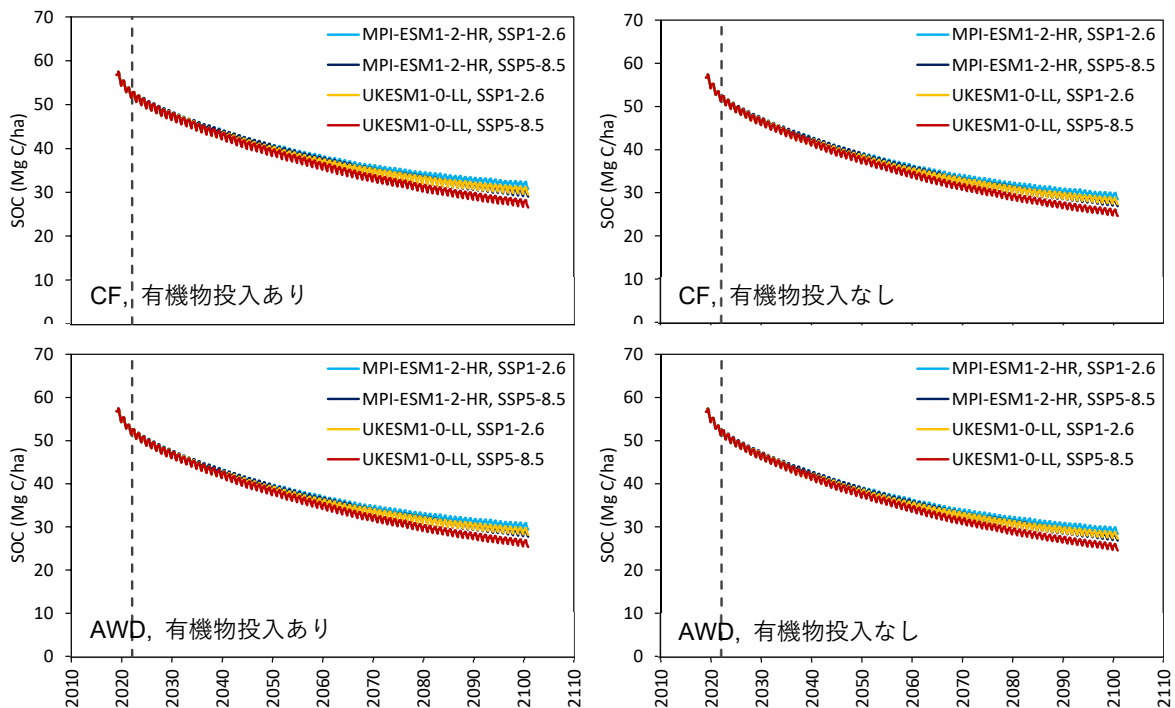 70
60
50
40
30
20
10
0
SOC (Mg C/ha)
MPI-ESM1-2-HR, SSP1-2.6
MPI-ESM1-2-HR, SSP5-8.5
UKESM1-0-LL, SSP1-2.6
UKESM1-0-LL, SSP5-8.5
CF, 有機物投入あり
70
60
50
40
30
20
10
0
SOC (Mg C/ha)
MPI-ESM1-2-HR, SSP1-2.6
MPI-ESM1-2-HR, SSP5-8.5
UKESM1-0-LL, SSP1-2.6
UKESM1-0-LL, SSP5-8.5
CF, 有機物投入なし
70
60
50
40
30
20
10
0
SOC (Mg C/ha)
MPI-ESM1-2-HR, SSP1-2.6
MPI-ESM1-2-HR, SSP5-8.5
UKESM1-0-LL, SSP1-2.6
UKESM1-0-LL, SSP5-8.5
AWD, 有機物投入あり
2010
2020
2030
2040
2050
2060
2070
2080
2090
2100
2110
70
60
50
40
30
20
10
0
SOC (Mg C/ha)
MPI-ESM1-2-HR, SSP1-2.6
MPI-ESM1-2-HR, SSP5-8.5
UKESM1-0-LL, SSP1-2.6
UKESM1-0-LL, SSP5-8.5
AWD, 有機物投入なし
2010
2020
2030
2040
2050
2060
2070
2080
2090
2100
2110